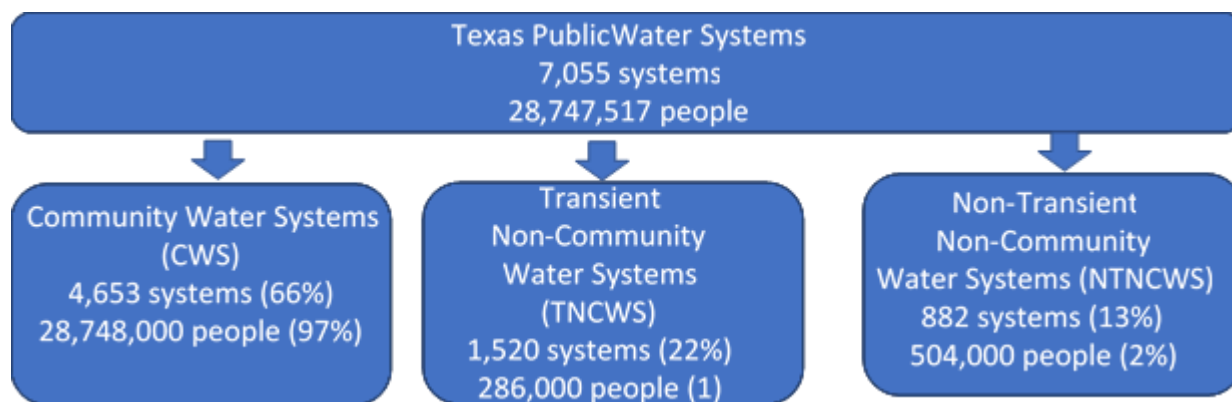 Texas PublicWater Systems
7,055 systems
28,747,517 people
Community Water Systems
(CWS)
4,653 systems (66%)
28,748,000 people (97%)
Transient
Non-Community
Water Systems
(TNCWS)
1,520 systems (22%)
286,000 people (1)
Non-Transient
Non-Community
Water Systems (NTNCWS)
882 systems (13%)
504,000 people (2%)